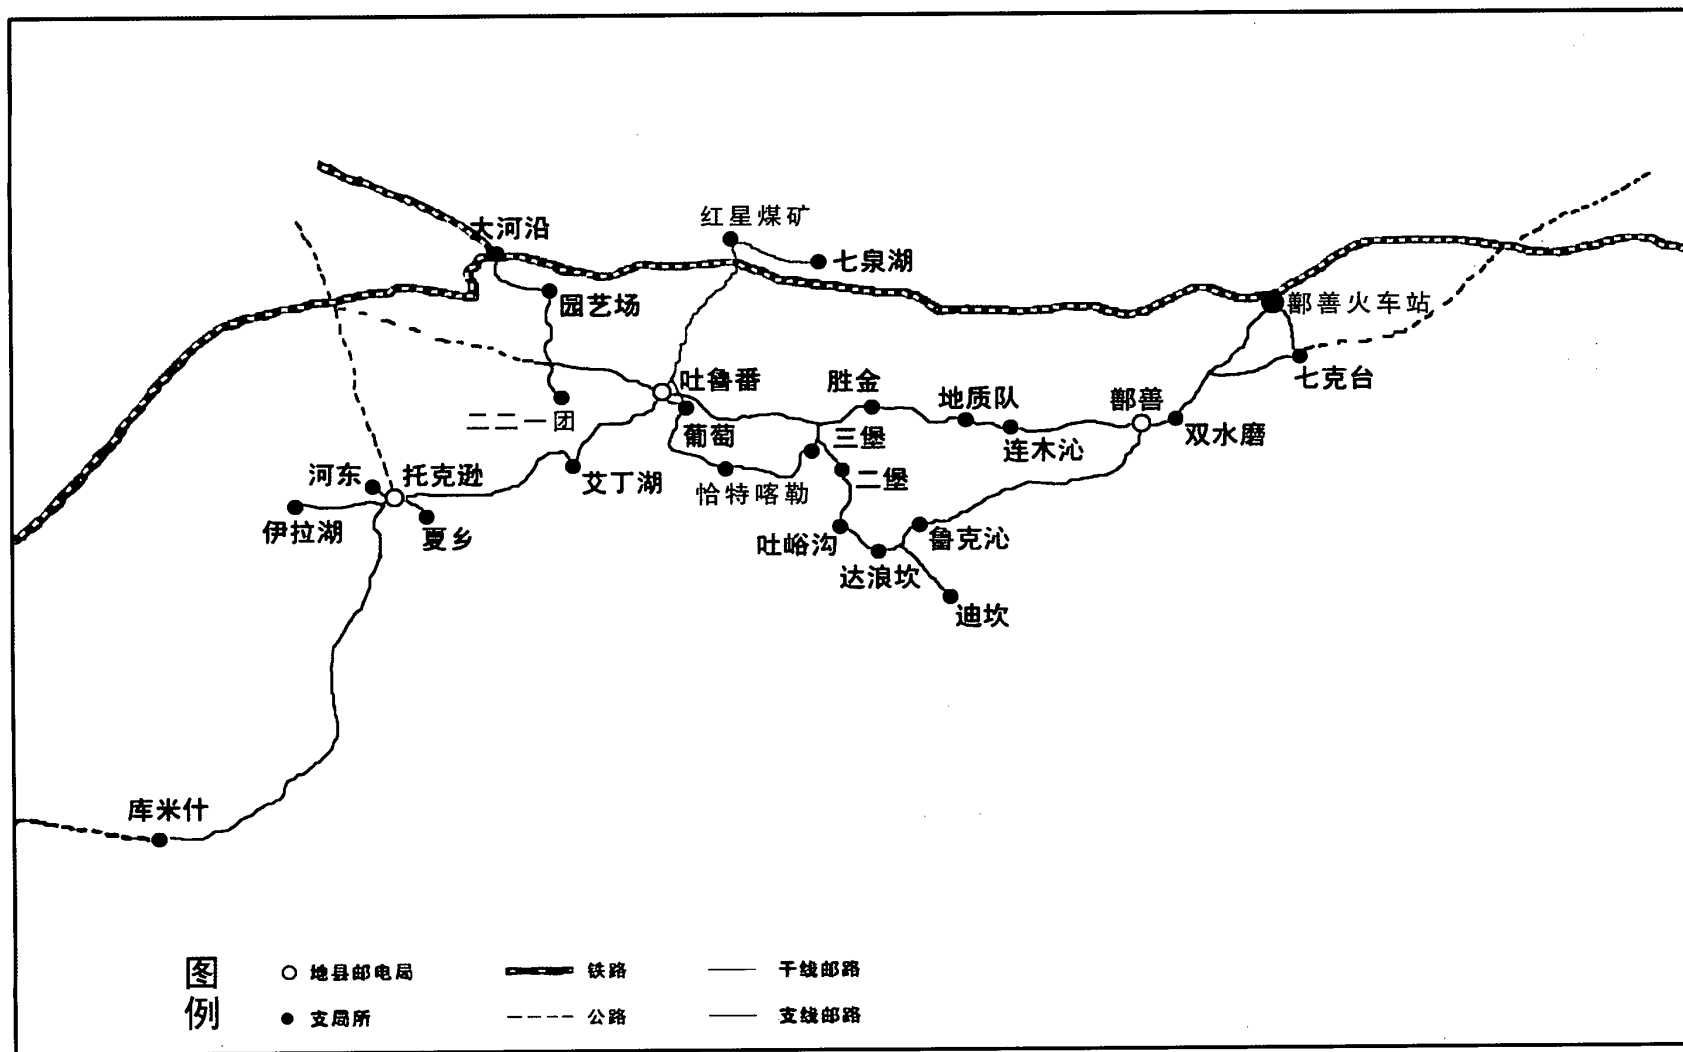 大河沿
红星煤矿
七泉湖
园艺场
鄯善火车站
七克台
吐鲁番
胜金
地质队
鄯善
二二一团
葡萄
三堡
连木沁
双水磨
河东
托克逊
艾丁湖
恰特喀勒
二堡
伊拉湖
夏乡
吐峪沟
鲁克沁
达浪坎
迪坎
库米什
图例
地县邮电局
铁路
干线邮路
支局所
公路
支线邮路